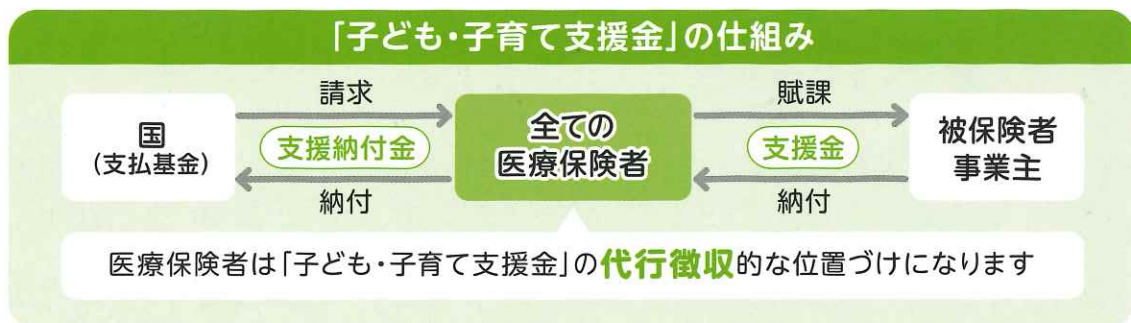 「子ども・子育て支援金」の仕組み
国
(支払基金)
請求
支援納付金
納付
全ての
医療保険者
賦課
支援金
納付
被保険者
事業主
医療保険者は「子ども・子育て支援金」の代行徴収的な位置づけになります